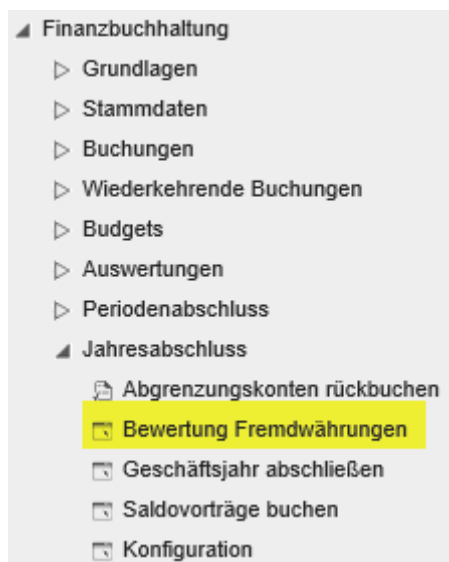 Finanzbuchhaltung
Grundlagen
Stammdaten
Buchungen
Wiederkehrende Buchungen
Budgets
Auswertungen
Periodenabschluss
Jahresabschluss
Abgrenzungskonten rückbuchen
Bewertung Fremdwährungen
Geschäftsjahr abschließen
Saldovorträge buchen
Konfiguration